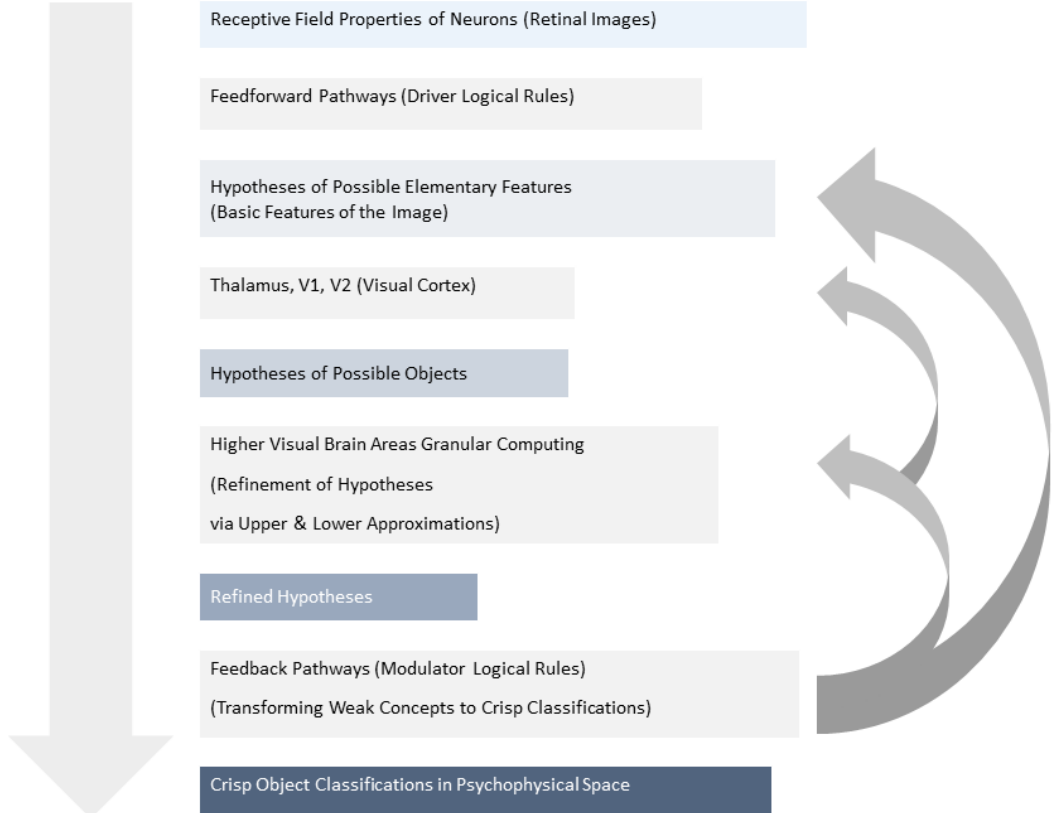 Receptive Field Properties of Neurons (Retinal Images)
Feedforward Pathways (Driver Logical Rules)
Hypotheses of Possible Elementary Features
(Basic Features of the Image)
Thalamus, V1, V2 (Visual Cortex)
Hypotheses of Possible Objects
Higher Visual Brain Areas Granular Computing
(Refinement of Hypotheses
via Upper & Lower Approximations)
Refined Hypotheses
Feedback Pathways (Modulator Logical Rules)
(Transforming Weak Concepts to Crisp Classifications)
Crisp Object Classifications in Psychophysical Space